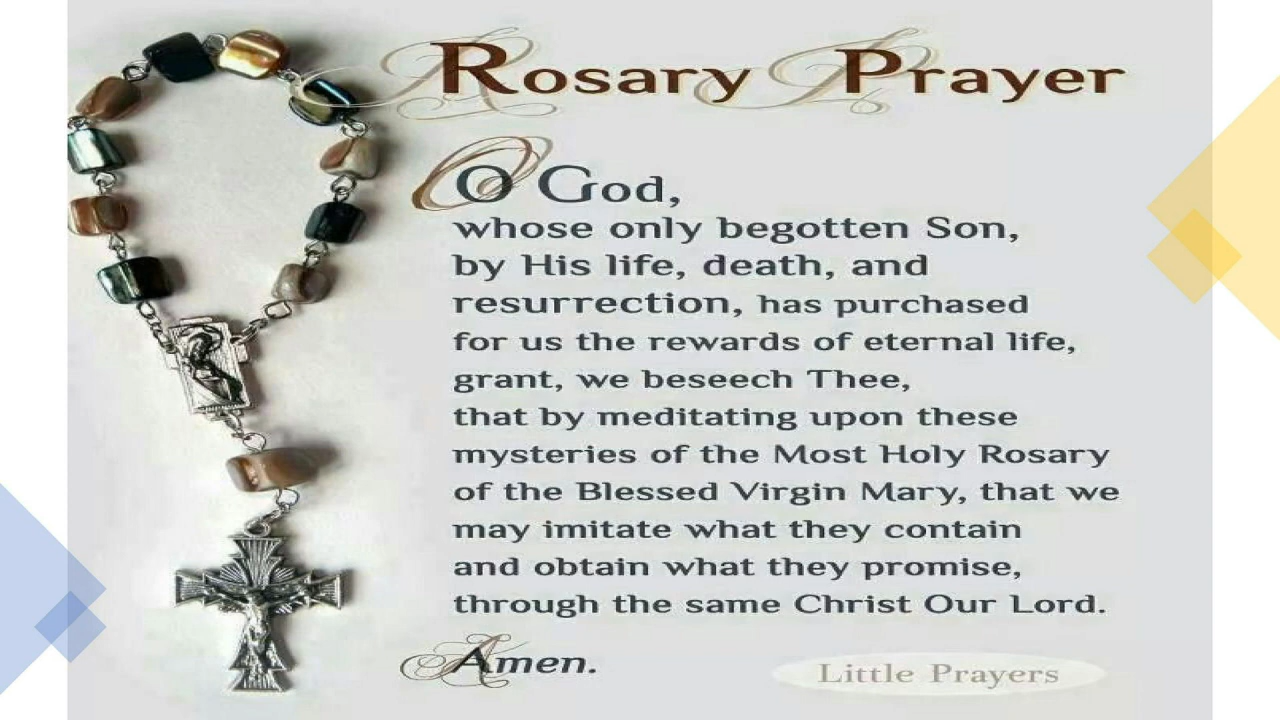 Rosary Prayer
O God,
whose only begotten Son,
by His life, death, and
resurrection, has purchased
for us the rewards of eternal life,
grant, we beseech Thee,
that by meditating upon these
mysteries of the Most Holy Rosary
of the Blessed Virgin Mary, that we
may imitate what they contain
and obtain what they promise,
through the same Christ Our Lord.
Amen.
Little Prayers